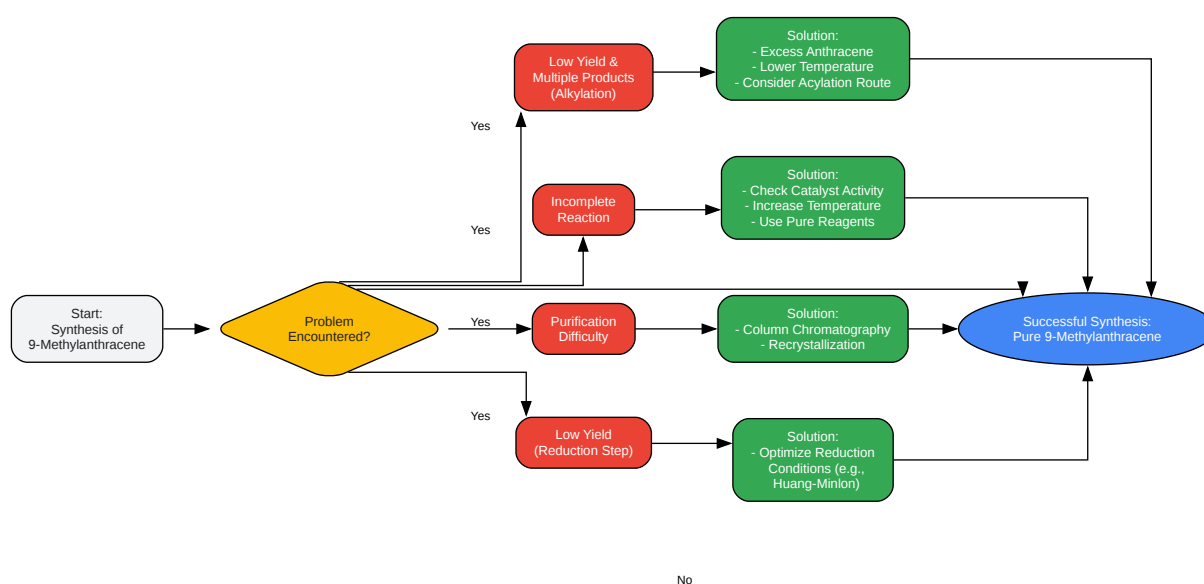 Solution:
- Excess Anthracene
- Lower Temperature
- Consider Acylation Route
Low Yield &
Multiple Products
(Alkylation)
Yes
Solution:
- Check Catalyst Activity
- Increase Temperature
- Use Pure Reagents
Incomplete
Reaction
Yes
Start:
Synthesis of
9-Methylanthracene
Problem
Encountered?
Yes
Purification
Difficulty
Solution:
- Column Chromatography
- Recrystallization
Successful Synthesis:
Pure 9-Methylanthracene
Yes
Low Yield
(Reduction Step)
Solution:
- Optimize Reduction
Conditions (e.g.,
Huang-Minlon)
No